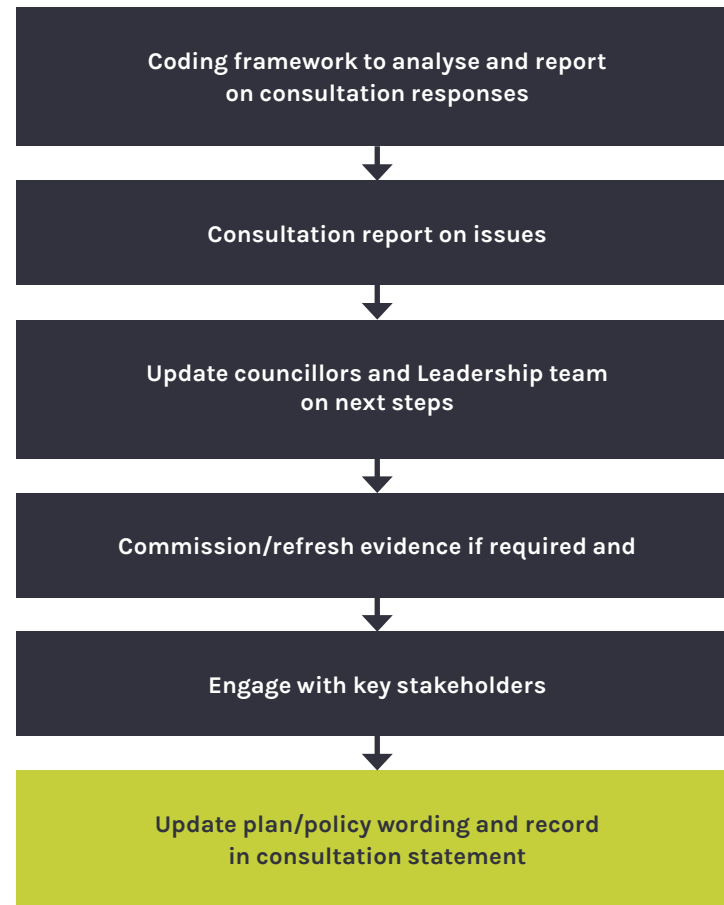 Coding framework to analyse and report
on consultation responses
Consultation report on issues
Update councillors and Leadership team
on next steps
Commission/refresh evidence if required and
Engage with key stakeholders
Update plan/policy wording and record
in consultation statement